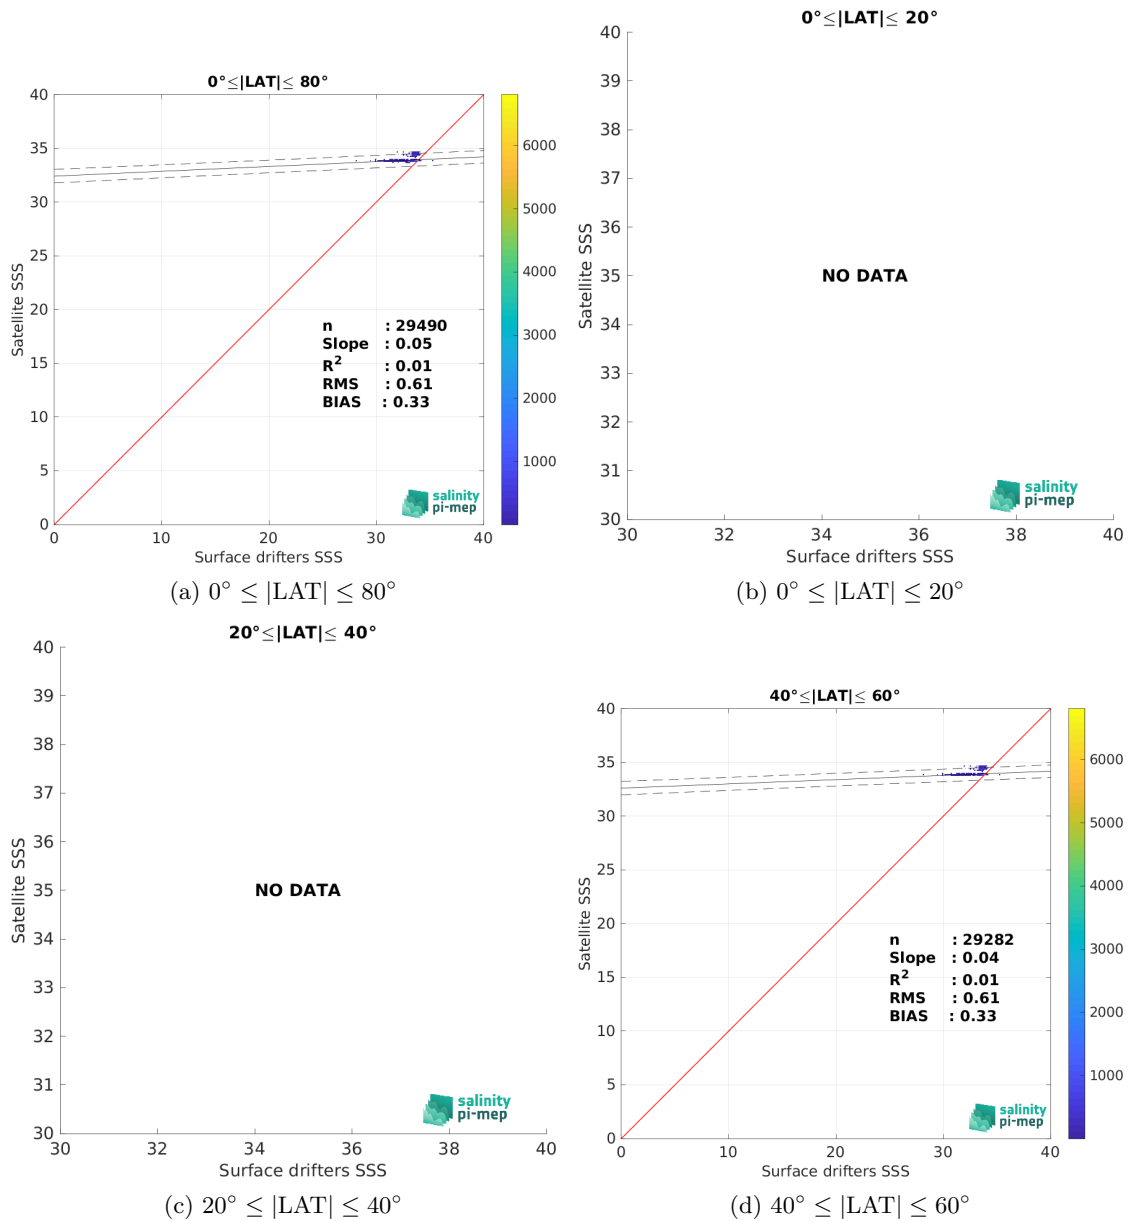 0°≤|LAT|≤ 80°
40
35
30
25
20
15
10
5
0
Satellite SSS
0
10
20
30
40
Surface drifters SSS
n : 29490
Slope : 0.05
R² : 0.01
RMS : 0.61
BIAS : 0.33
salinity
pi-mep
6000
5000
4000
3000
2000
1000
(a) 0° ≤ |LAT| ≤ 80°
0°≤|LAT|≤ 20°
40
39
38
37
36
35
34
33
32
31
30
Satellite SSS
NO DATA
salinity
pi-mep
30
32
34
36
38
40
Surface drifters SSS
(b) 0° ≤ |LAT| ≤ 20°
20°≤|LAT|≤ 40°
40
39
38
37
36
35
34
33
32
31
30
Satellite SSS
NO DATA
salinity
pi-mep
30
32
34
36
38
40
Surface drifters SSS
(c) 20° ≤ |LAT| ≤ 40°
40°≤|LAT|≤ 60°
40
35
30
25
20
15
10
5
0
Satellite SSS
n : 29282
Slope : 0.04
R² : 0.01
RMS : 0.61
BIAS : 0.33
salinity
pi-mep
0
10
20
30
40
Surface drifters SSS
6000
5000
4000
3000
2000
1000
(d) 40° ≤ |LAT| ≤ 60°